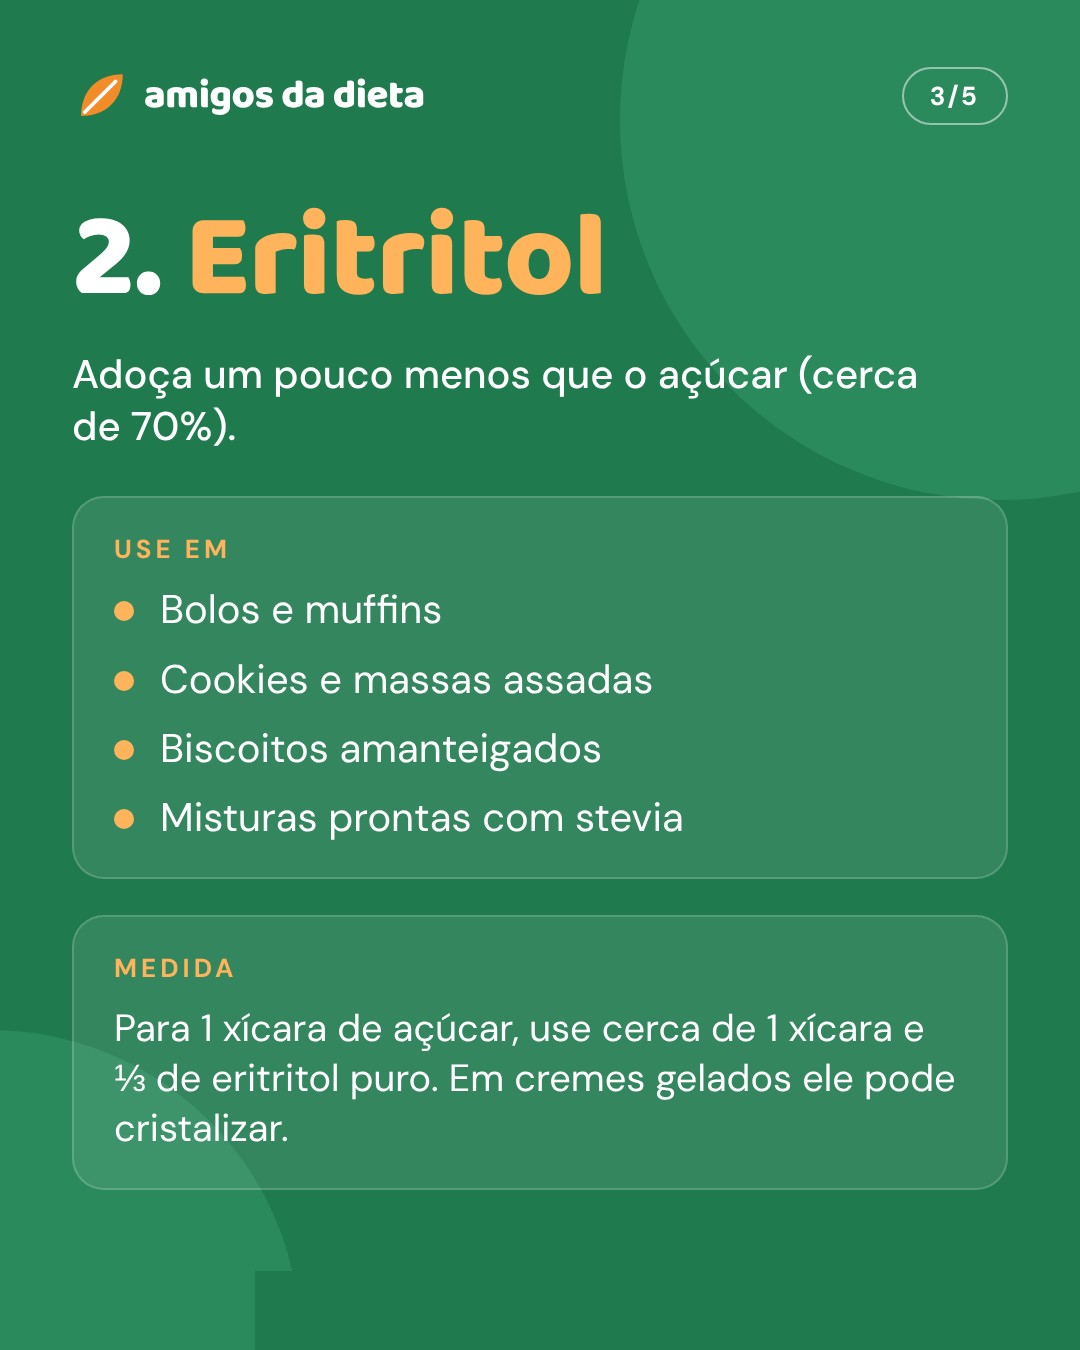 amigos da dieta
3/5
2. Eritritol
Adoça um pouco menos que o açúcar (cerca
de 70%).
USE EM
Bolos e muffins
Cookies e massas assadas
Biscoitos amanteigados
Misturas prontas com stevia
MEDIDA
Para 1 xícara de açúcar, use cerca de 1 xícara e
⅓ de eritritol puro. Em cremes gelados ele pode
cristalizar.